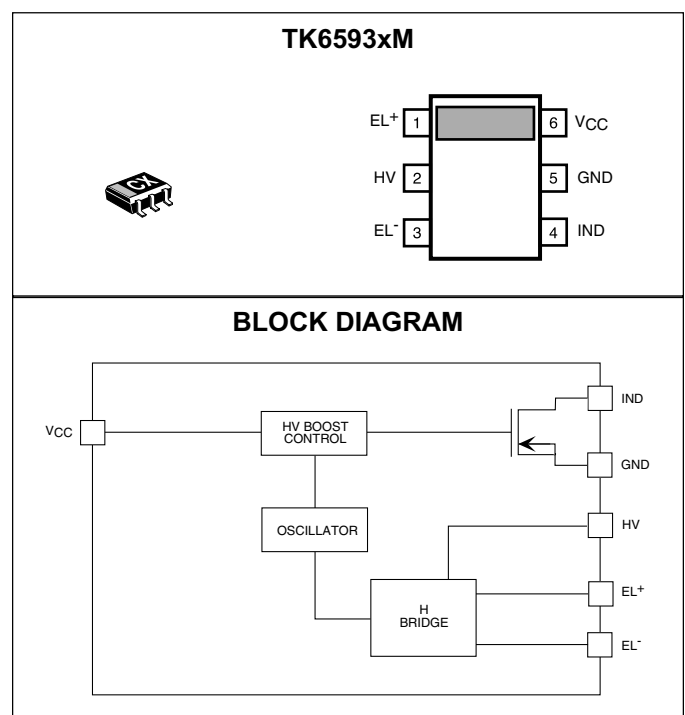 TK6593xM
EL+ 1
6 VCC
CX
HV 2
5 GND
EL- 3
4 IND
BLOCK DIAGRAM
IND
VCC
HV BOOST
CONTROL
GND
OSCILLATOR
HV
EL+
H
BRIDGE
EL-